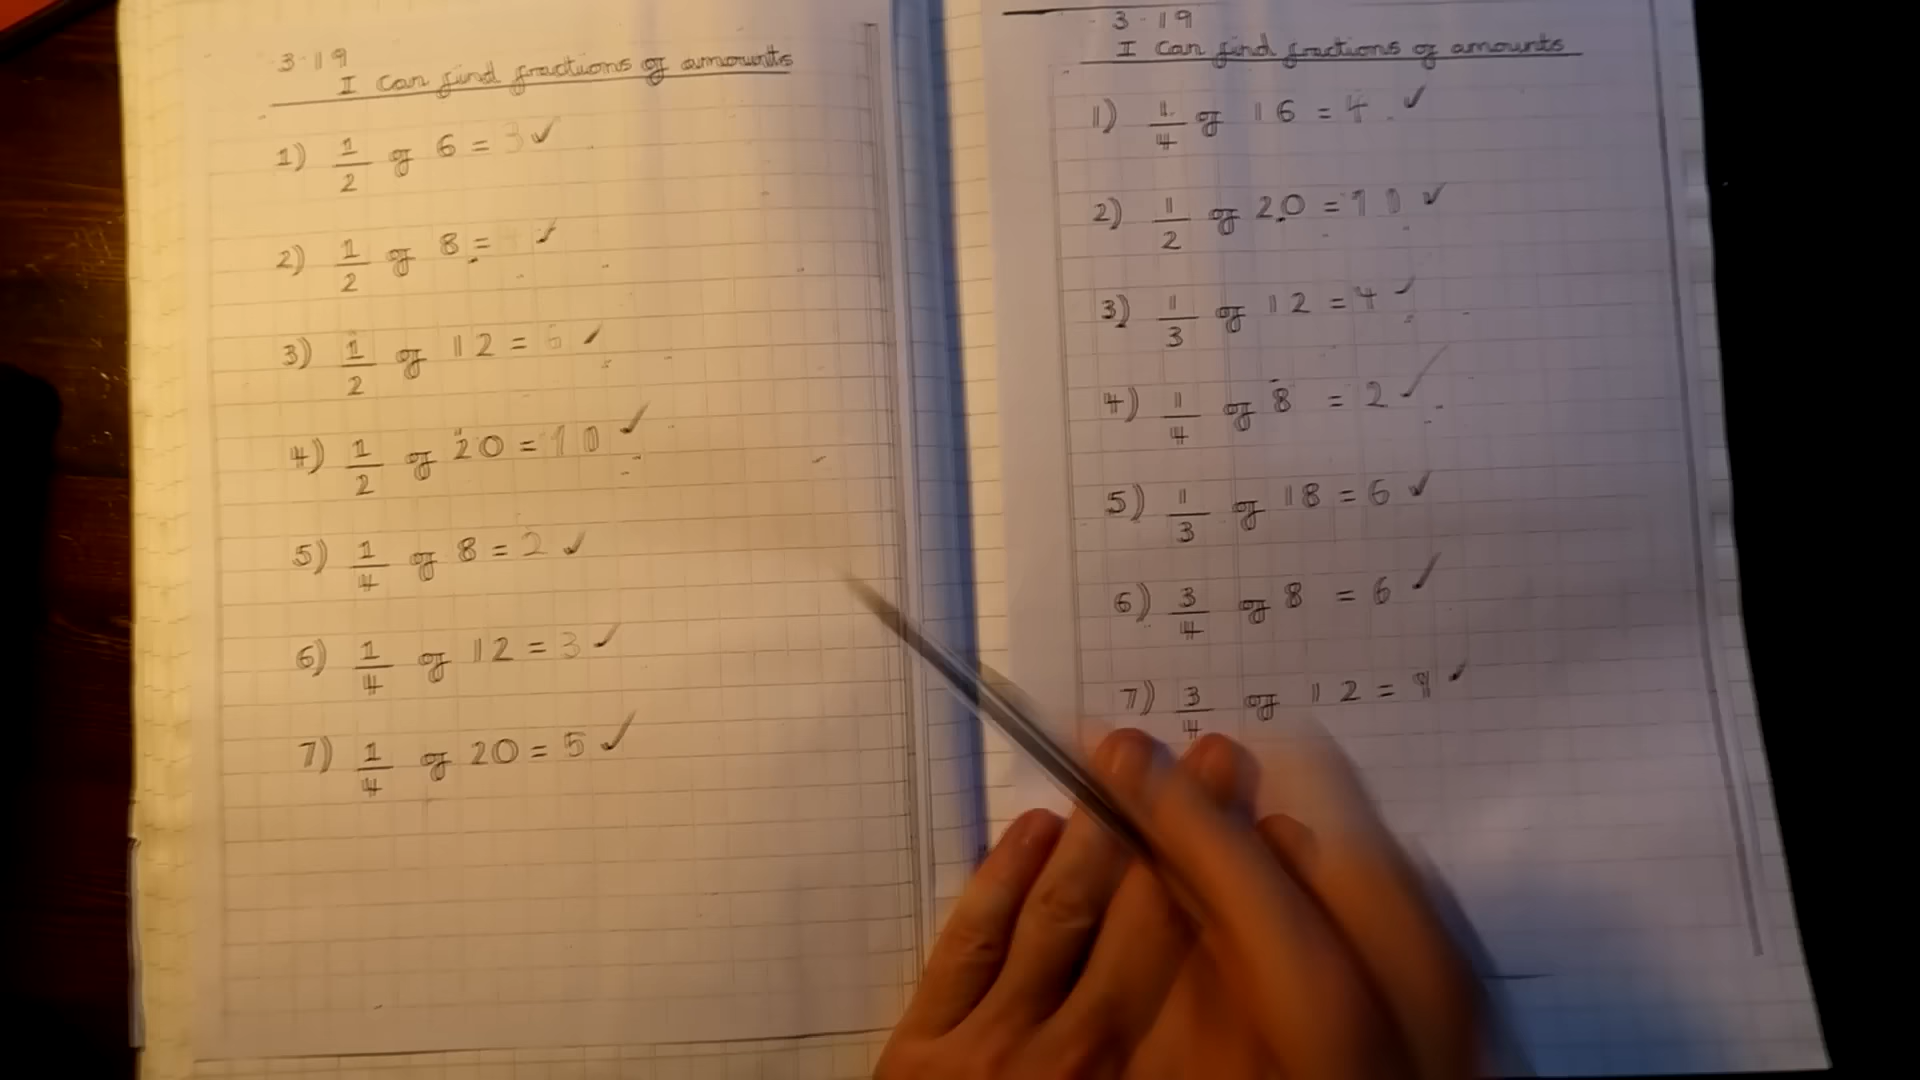 3.19
I can find fractions of amounts
1) 1/2 of 6 = 3 ✓
2) 1/2 of 8 = ✓
3) 1/2 of 12 = 6 ✓
4) 1/2 of 20 = 10 ✓
5) 1/4 of 8 = 2 ✓
6) 1/4 of 12 = 3 ✓
7) 1/4 of 20 = 5 ✓
3.19
I can find fractions of amounts
1) 1/4 of 16 = 4 ✓
2) 1/2 of 20 = 10 ✓
3) 1/3 of 12 = 4 ✓
4) 1/4 of 8 = 2 ✓
5) 1/3 of 18 = 6 ✓
6) 3/4 of 8 = 6 ✓
7) 3/4 of 12 = 9 ✓